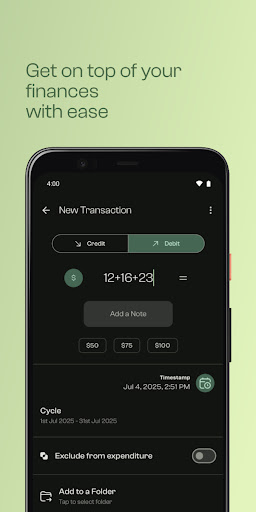 Get on top of your
finances
with ease
4:00
New Transaction
Credit
Debit
$
12+16+23
=
Add a Note
$50
$75
$100
Timestamp
Jul 4, 2025, 2:51 PM
Cycle
1st Jul 2025 - 31st Jul 2025
Exclude from expenditure
Add to a Folder
Tap to select folder